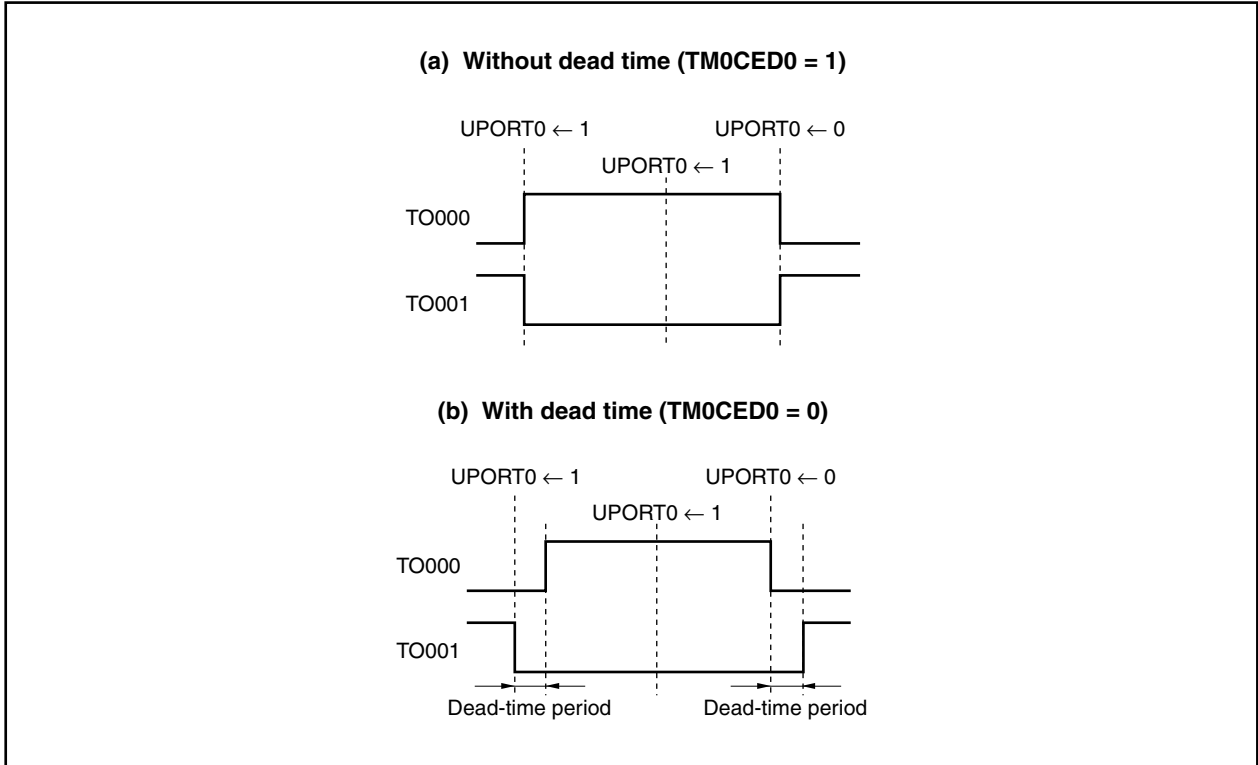 (a) Without dead time (TM0CED0 = 1)
UPORT0 ← 1
UPORT0 ← 0
UPORT0 ← 1
TO000
TO001
(b) With dead time (TM0CED0 = 0)
UPORT0 ← 1
UPORT0 ← 0
UPORT0 ← 1
TO000
TO001
Dead-time period
Dead-time period